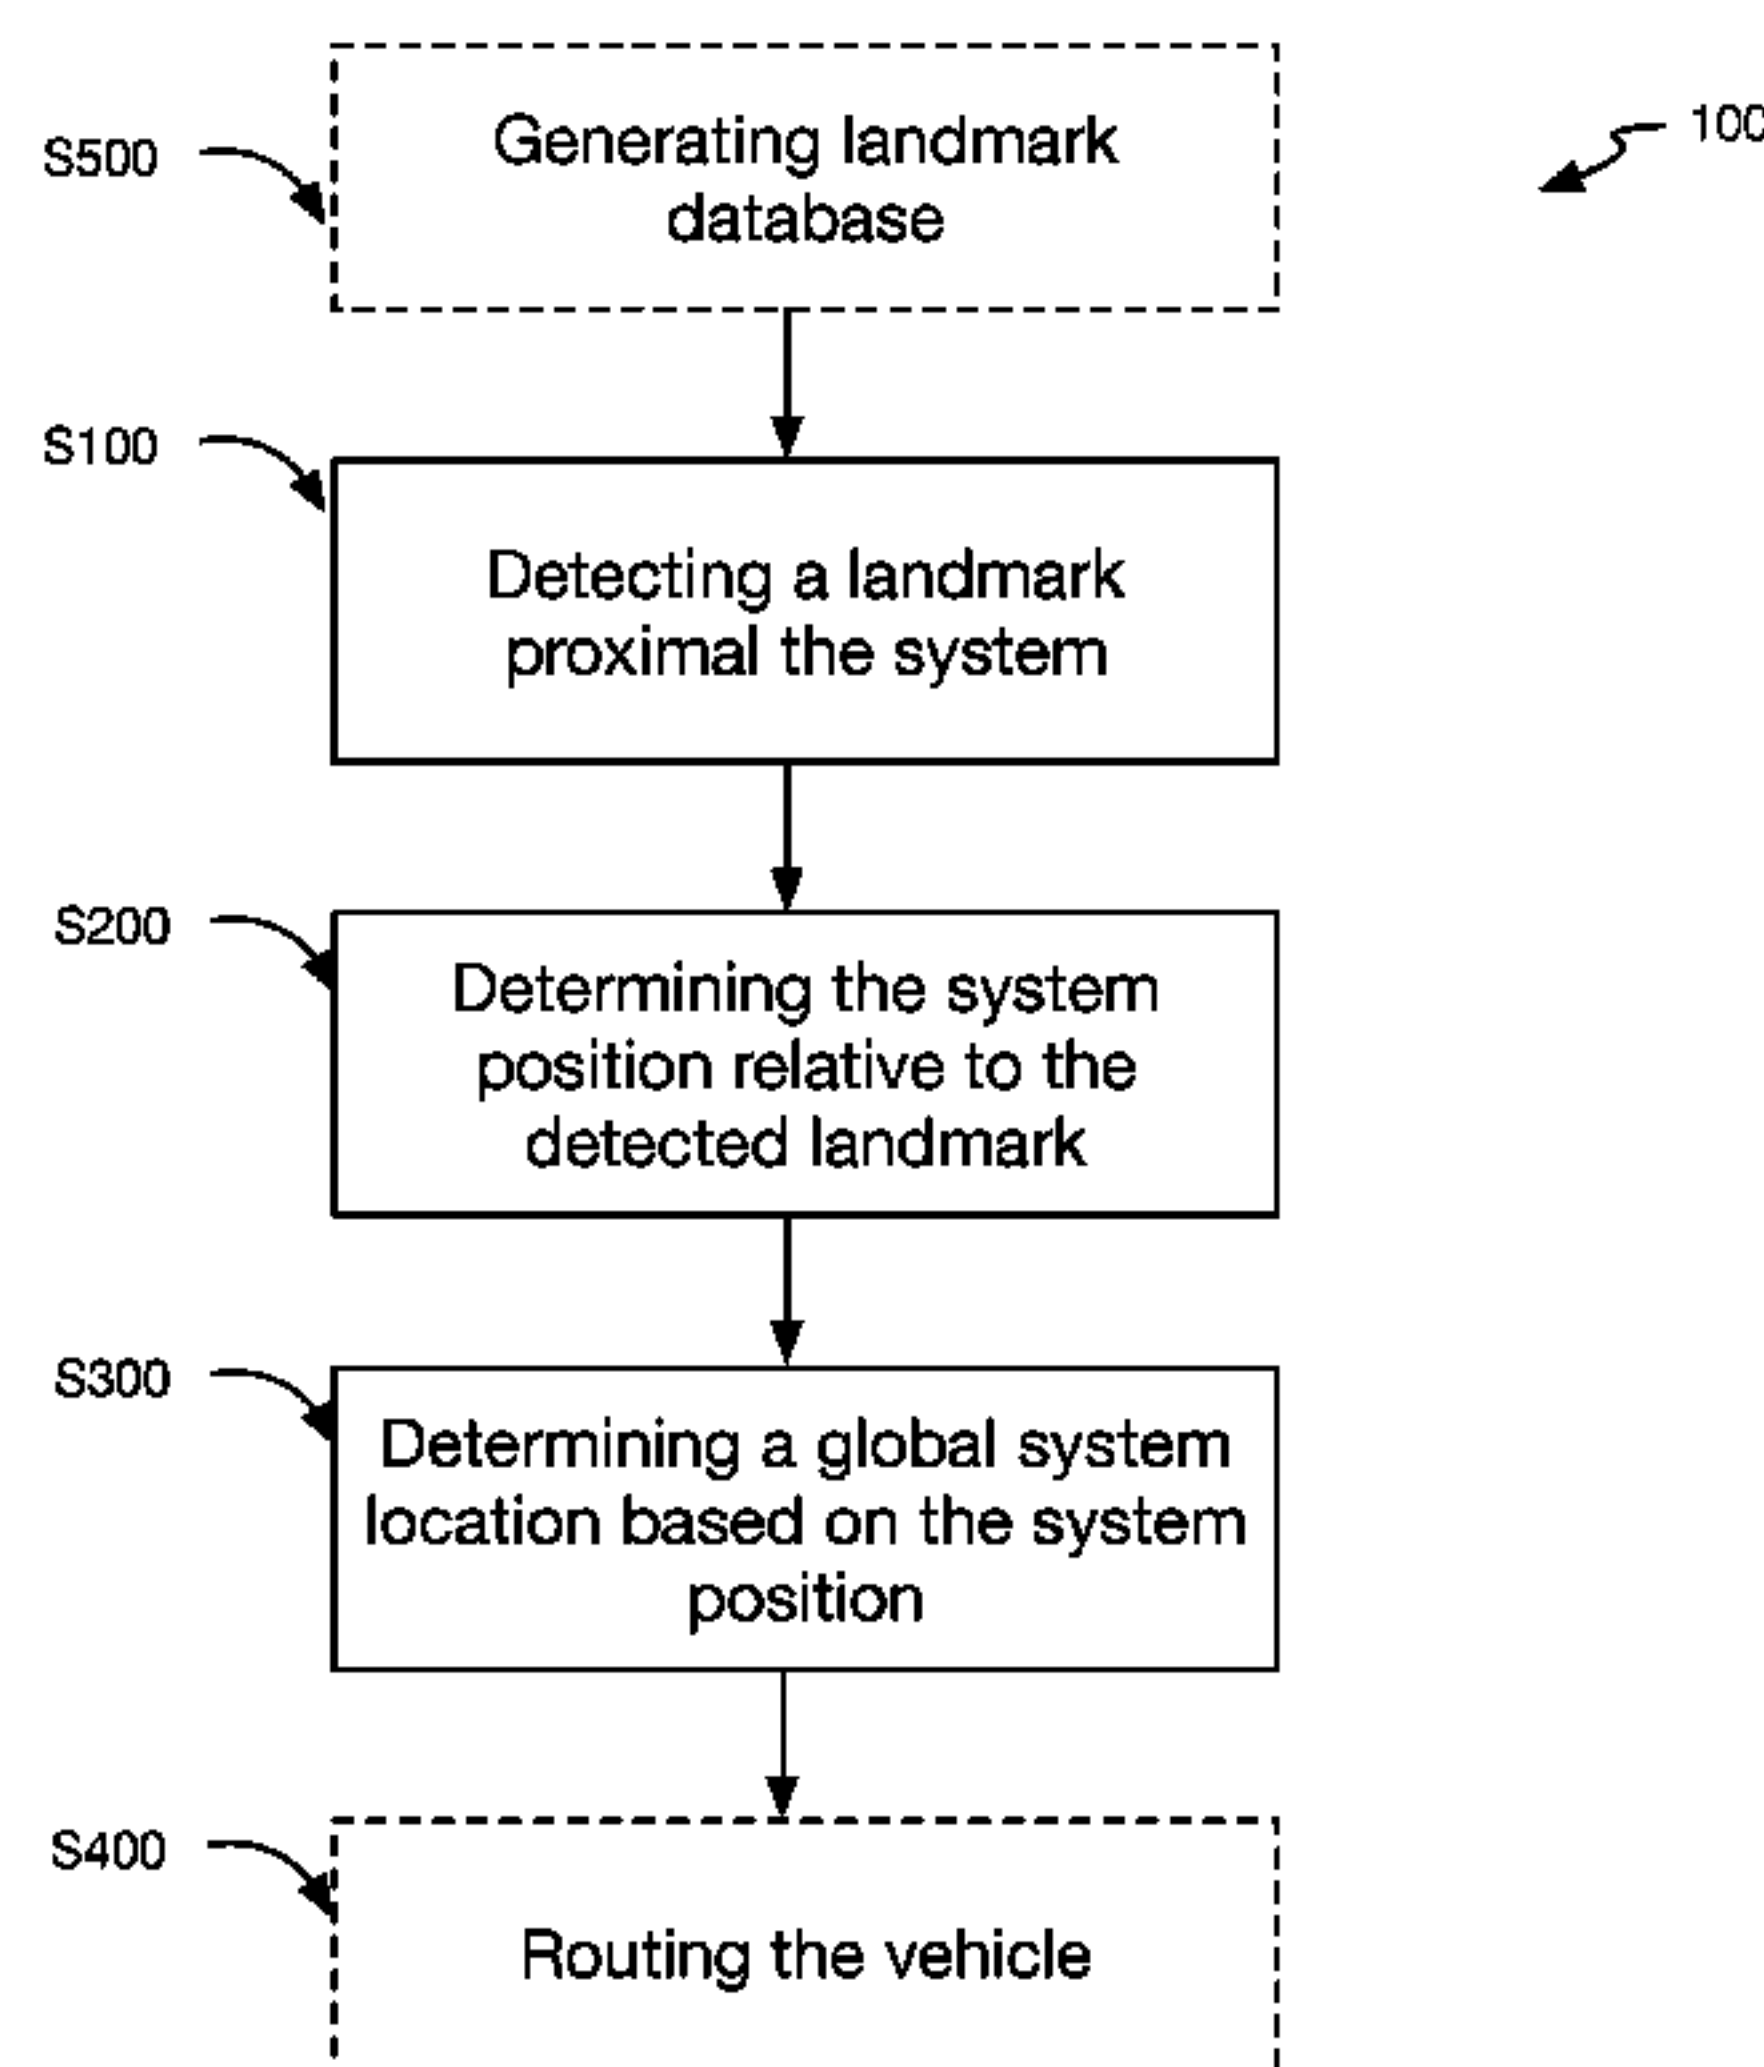 S500
Generating landmark
database
100
S100
Detecting a landmark
proximal the system
S200
Determining the system
position relative to the
detected landmark
S300
Determining a global system
location based on the system
position
S400
Routing the vehicle